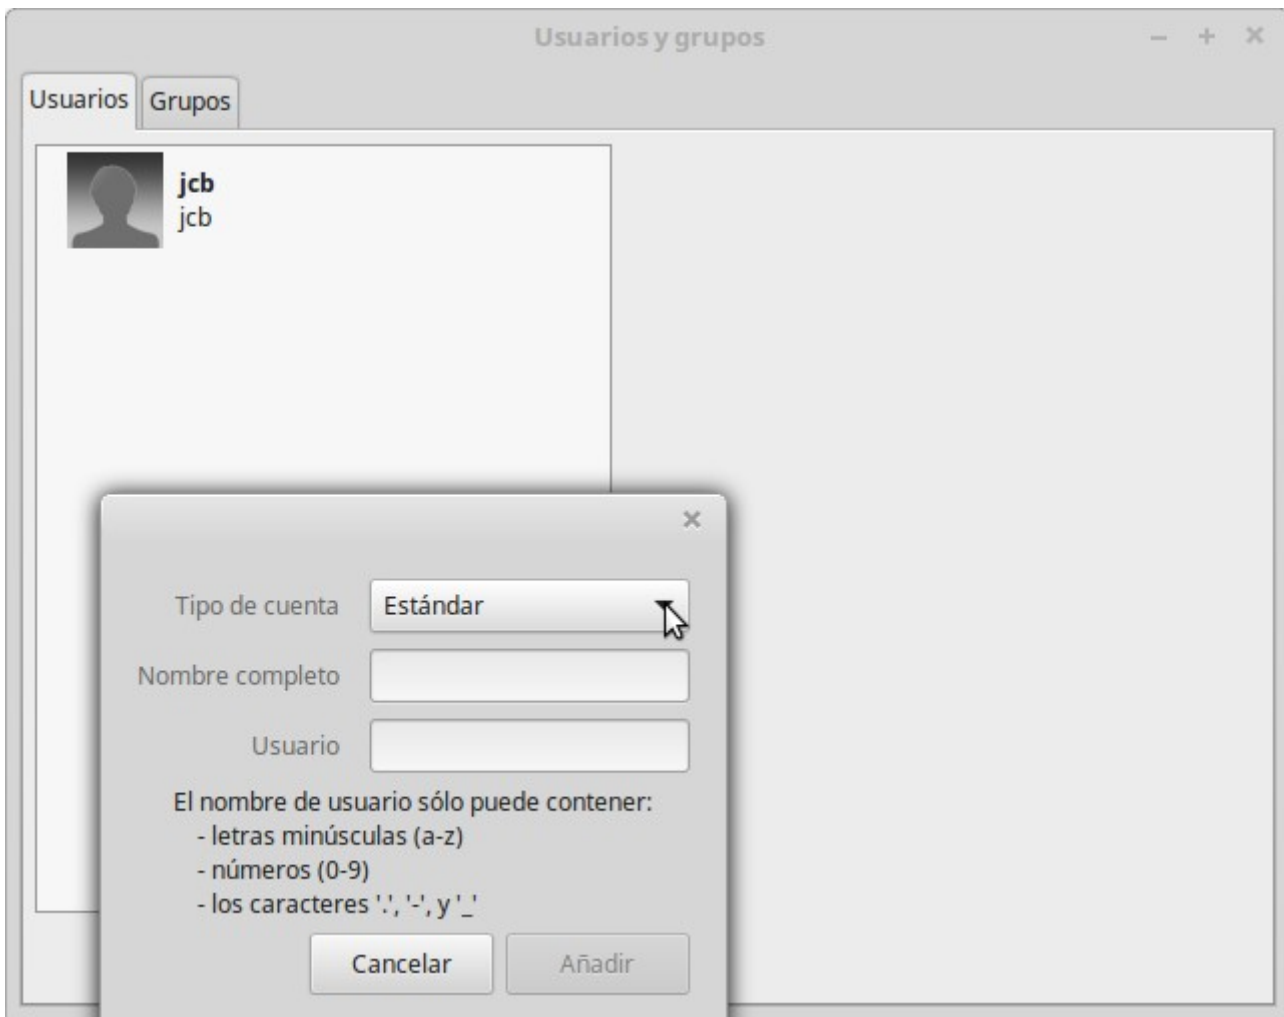 Usuarios y grupos
Usuarios Grupos
jcb
jcb
Tipo de cuenta Estándar
Nombre completo
Usuario
El nombre de usuario sólo puede contener:
- letras minúsculas (a-z)
- números (0-9)
- los caracteres '.', '-', y '_'
Cancelar Añadir